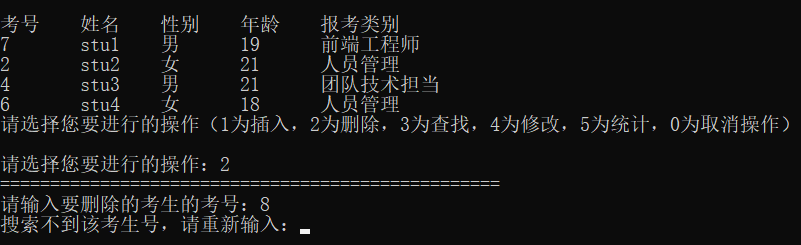 考号 姓名 性别 年龄 报考类别
7 stu1 男 19 前端工程师
2 stu2 女 21 人员管理
4 stu3 男 21 团队技术担当
6 stu4 女 18 人员管理
请选择您要进行的操作（1为插入，2为删除，3为查找，4为修改，5为统计，0为取消操作）
请选择您要进行的操作：2
==================================================
请输入要删除的考生的考号：8
搜索不到该考生号，请重新输入：